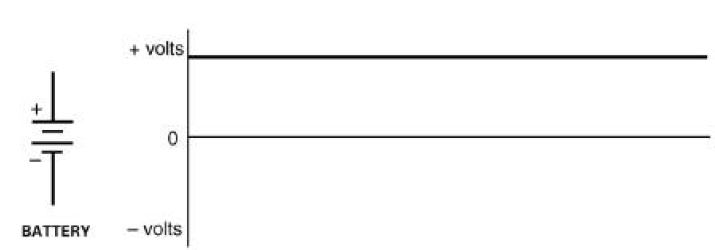 + volts
+
0
–
BATTERY
– volts